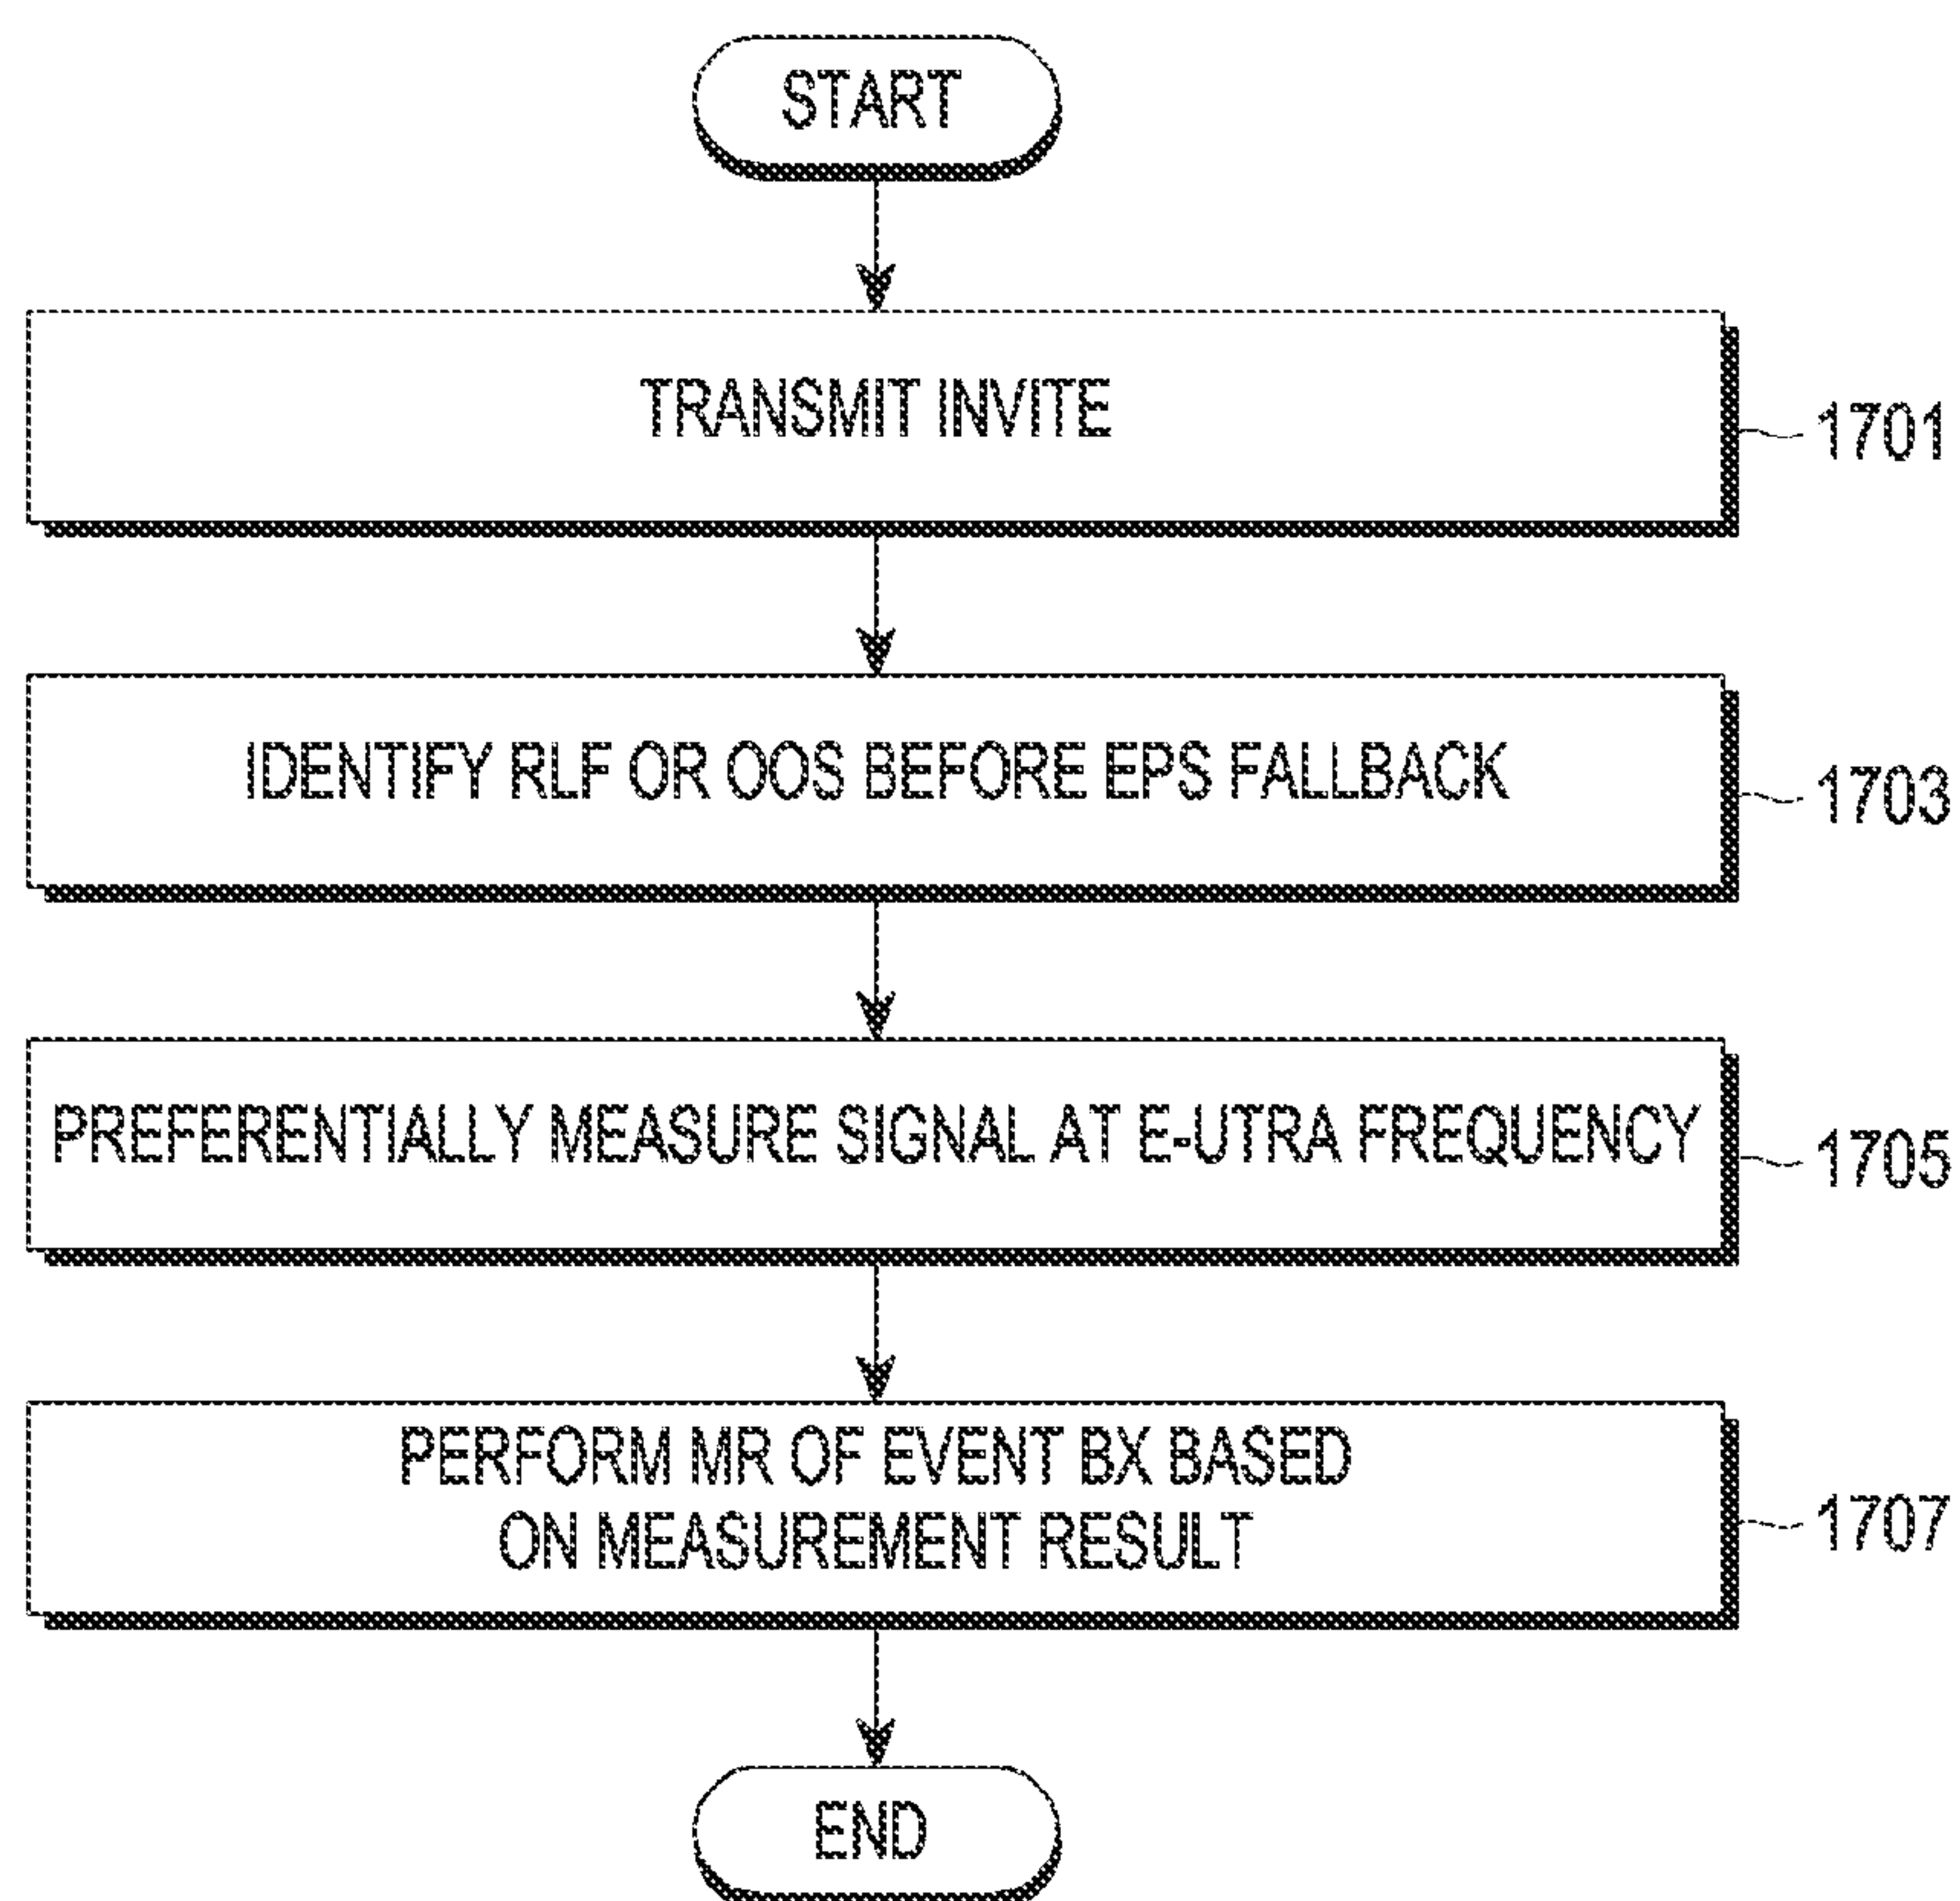 START
TRANSMIT INVITE
1701
IDENTIFY RLF OR OOS BEFORE EPS FALLBACK
1703
PREFERENTIALLY MEASURE SIGNAL AT E-UTRA FREQUENCY
1705
PERFORM MR OF EVENT BX BASED
ON MEASUREMENT RESULT
1707
END